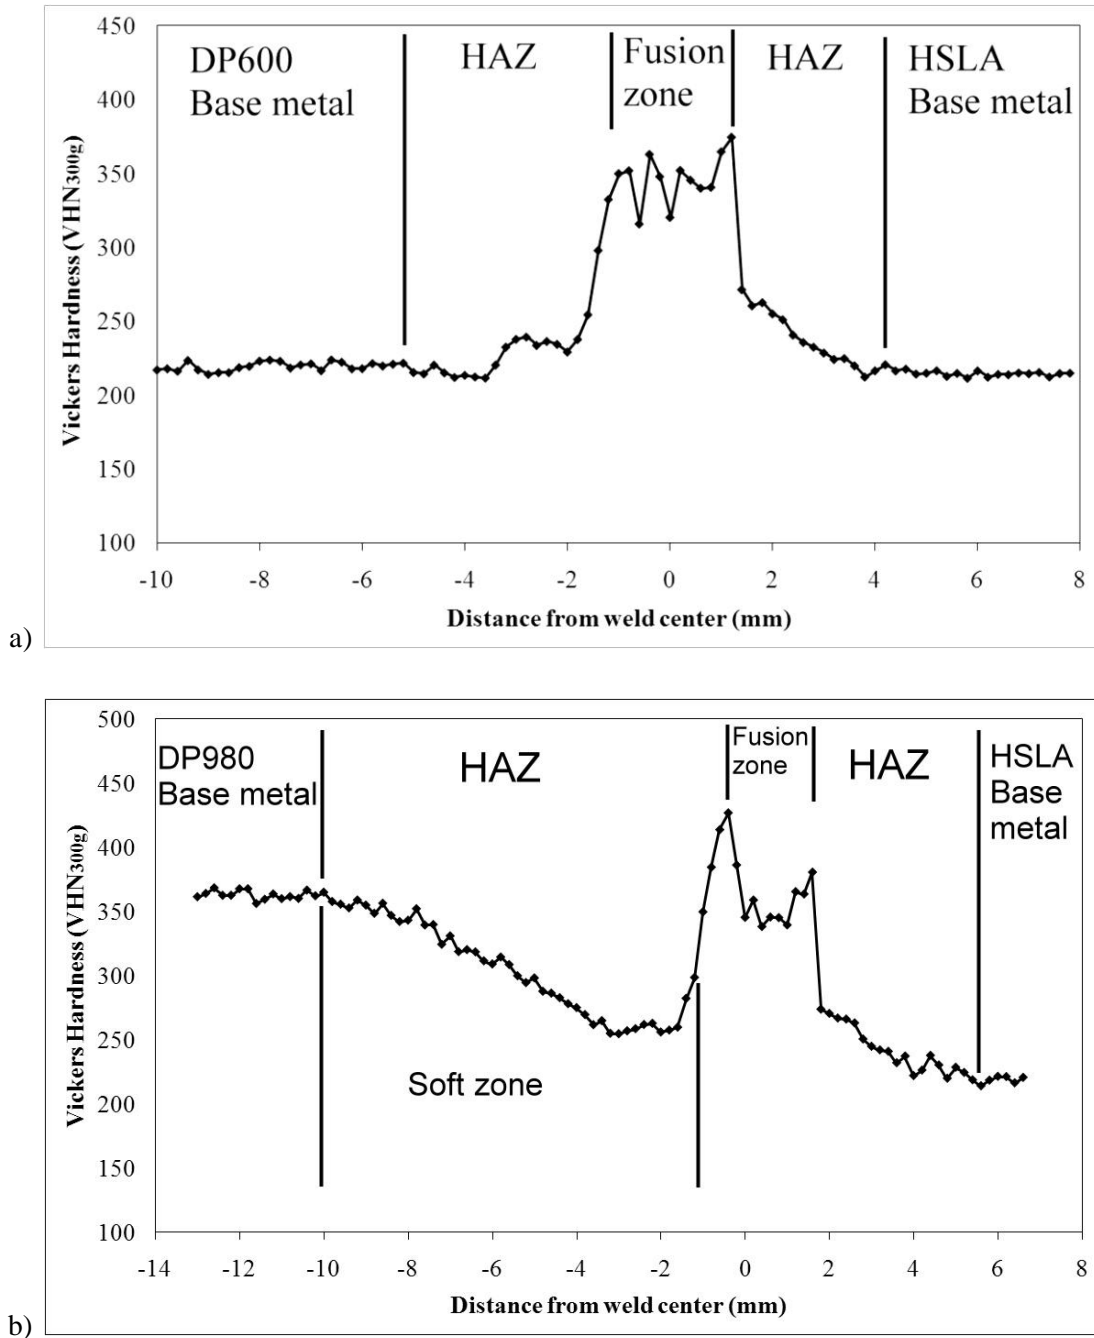 450
400
350
300
250
200
150
100
Vickers Hardness (VHN300g)
DP600
Base metal
HAZ
Fusion
zone
HAZ
HSLA
Base metal
-10 -8 -6 -4 -2 0 2 4 6 8
Distance from weld center (mm)
a)
500
450
400
350
300
250
200
150
100
Vickers Hardness (VHN300g)
DP980
Base metal
HAZ
Fusion
zone
HAZ
HSLA
Base
metal
Soft zone
-14 -12 -10 -8 -6 -4 -2 0 2 4 6 8
Distance from weld center (mm)
b)